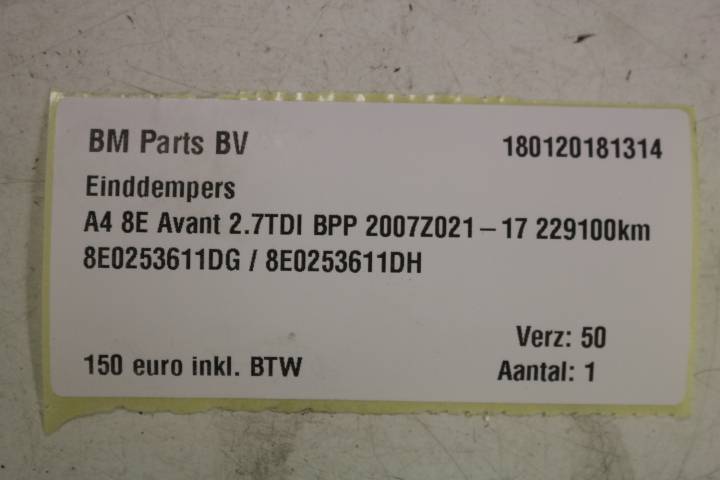 BM Parts BV 180120181314
Einddempers
A4 8E Avant 2.7TDI BPP 2007Z021-17 229100km
8E0253611DG / 8E0253611DH
Verz: 50
150 euro inkl. BTW Aantal: 1